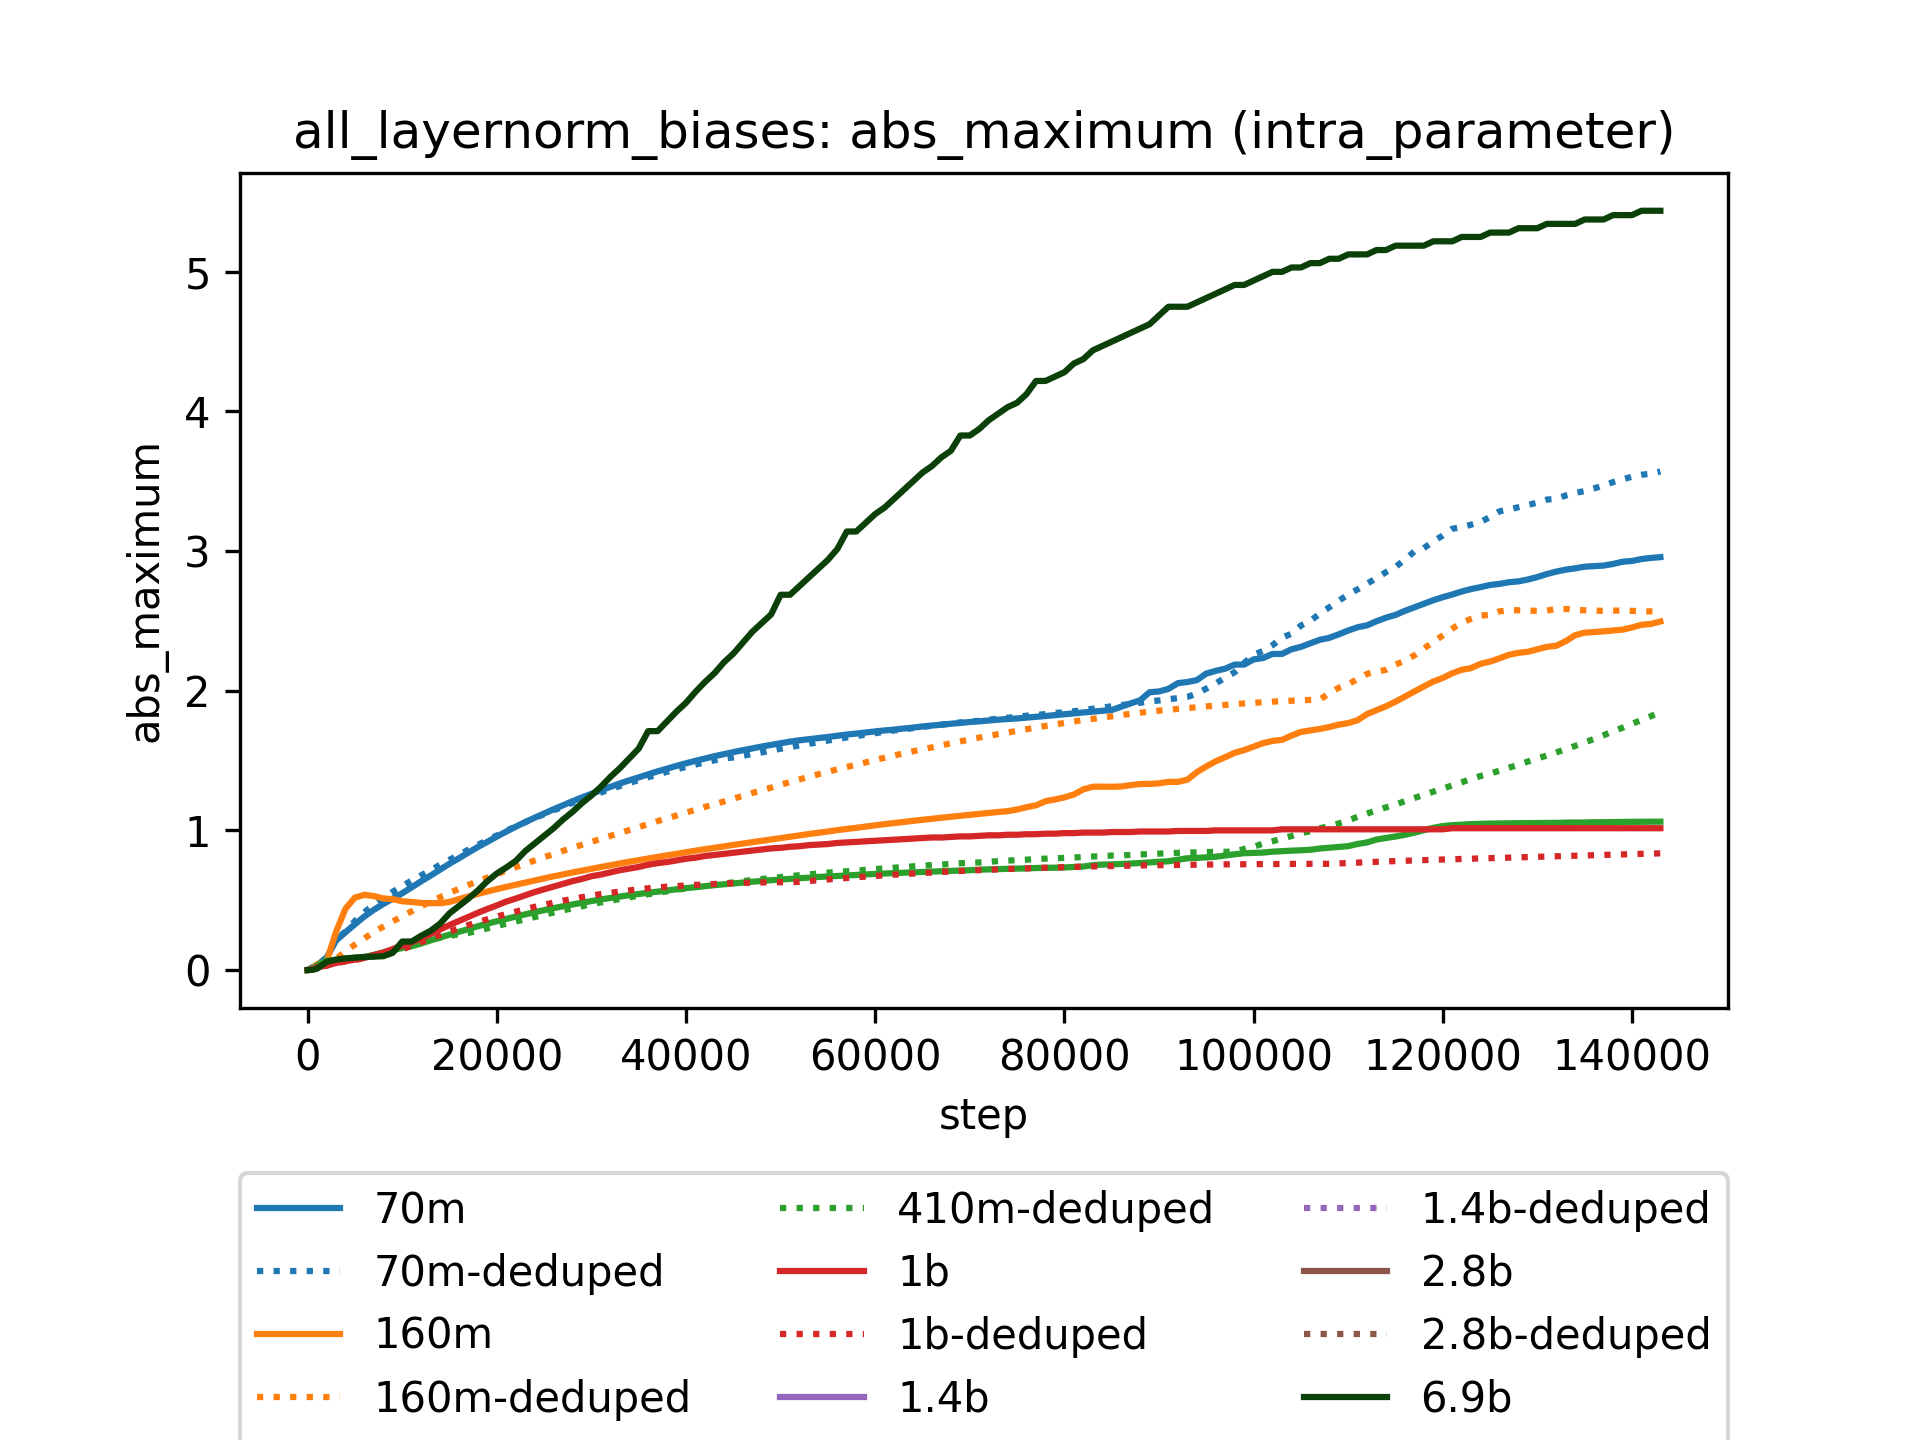 all_layernorm_biases: abs_maximum (intra_parameter)
abs_maximum
5
4
3
2
1
0
0 20000 40000 60000 80000 100000 120000 140000
step
70m
70m-deduped
160m
160m-deduped
410m-deduped
1b
1b-deduped
1.4b
1.4b-deduped
2.8b
2.8b-deduped
6.9b